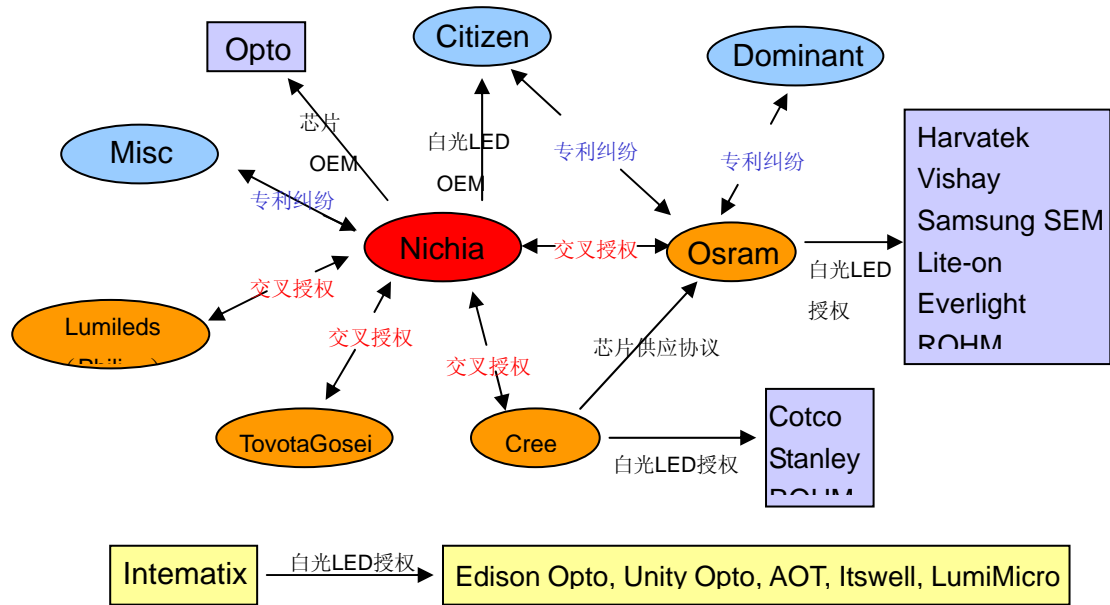 Citizen
Opto
Dominant
芯片
OEM
白光LED
OEM
专利纠纷
专利纠纷
Harvatek
Vishay
Samsung SEM
Lite-on
Everlight
ROHM
Misc
专利纠纷
Nichia
交叉授权
Osram
白光LED
授权
交叉授权
Lumileds
交叉授权
交叉授权
芯片供应协议
TovotaGosei
Cree
白光LED授权
Cotco
Stanley
ROHM
Intematix
白光LED授权
Edison Opto, Unity Opto, AOT, Itswell, LumiMicro